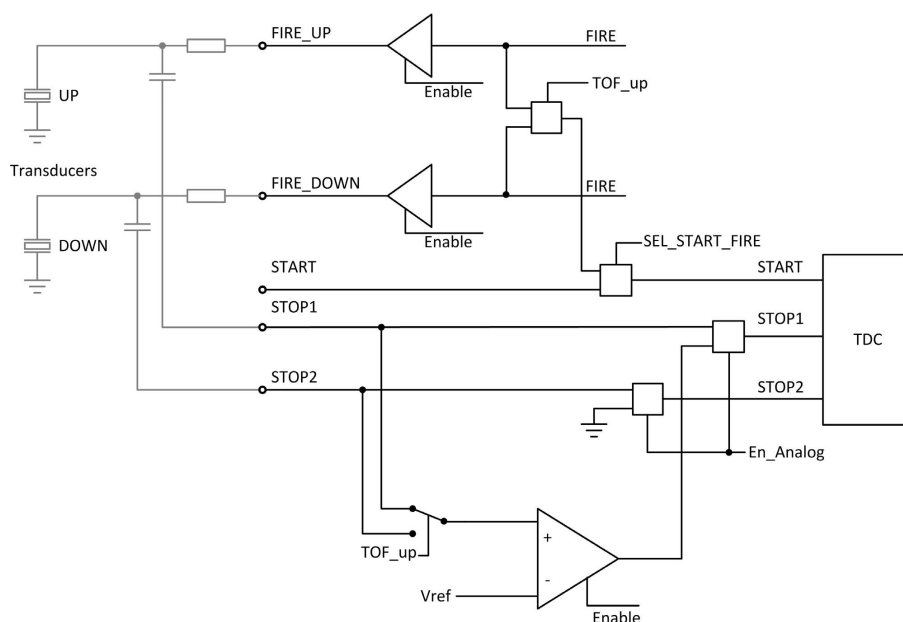 FIRE_UP
FIRE
Enable
TOF_up
UP
Transducers
FIRE_DOWN
FIRE
Enable
DOWN
SEL_START_FIRE
START
START
STOP1
STOP1
TDC
STOP2
STOP2
En_Analog
TOF_up
+
-
Vref
Enable